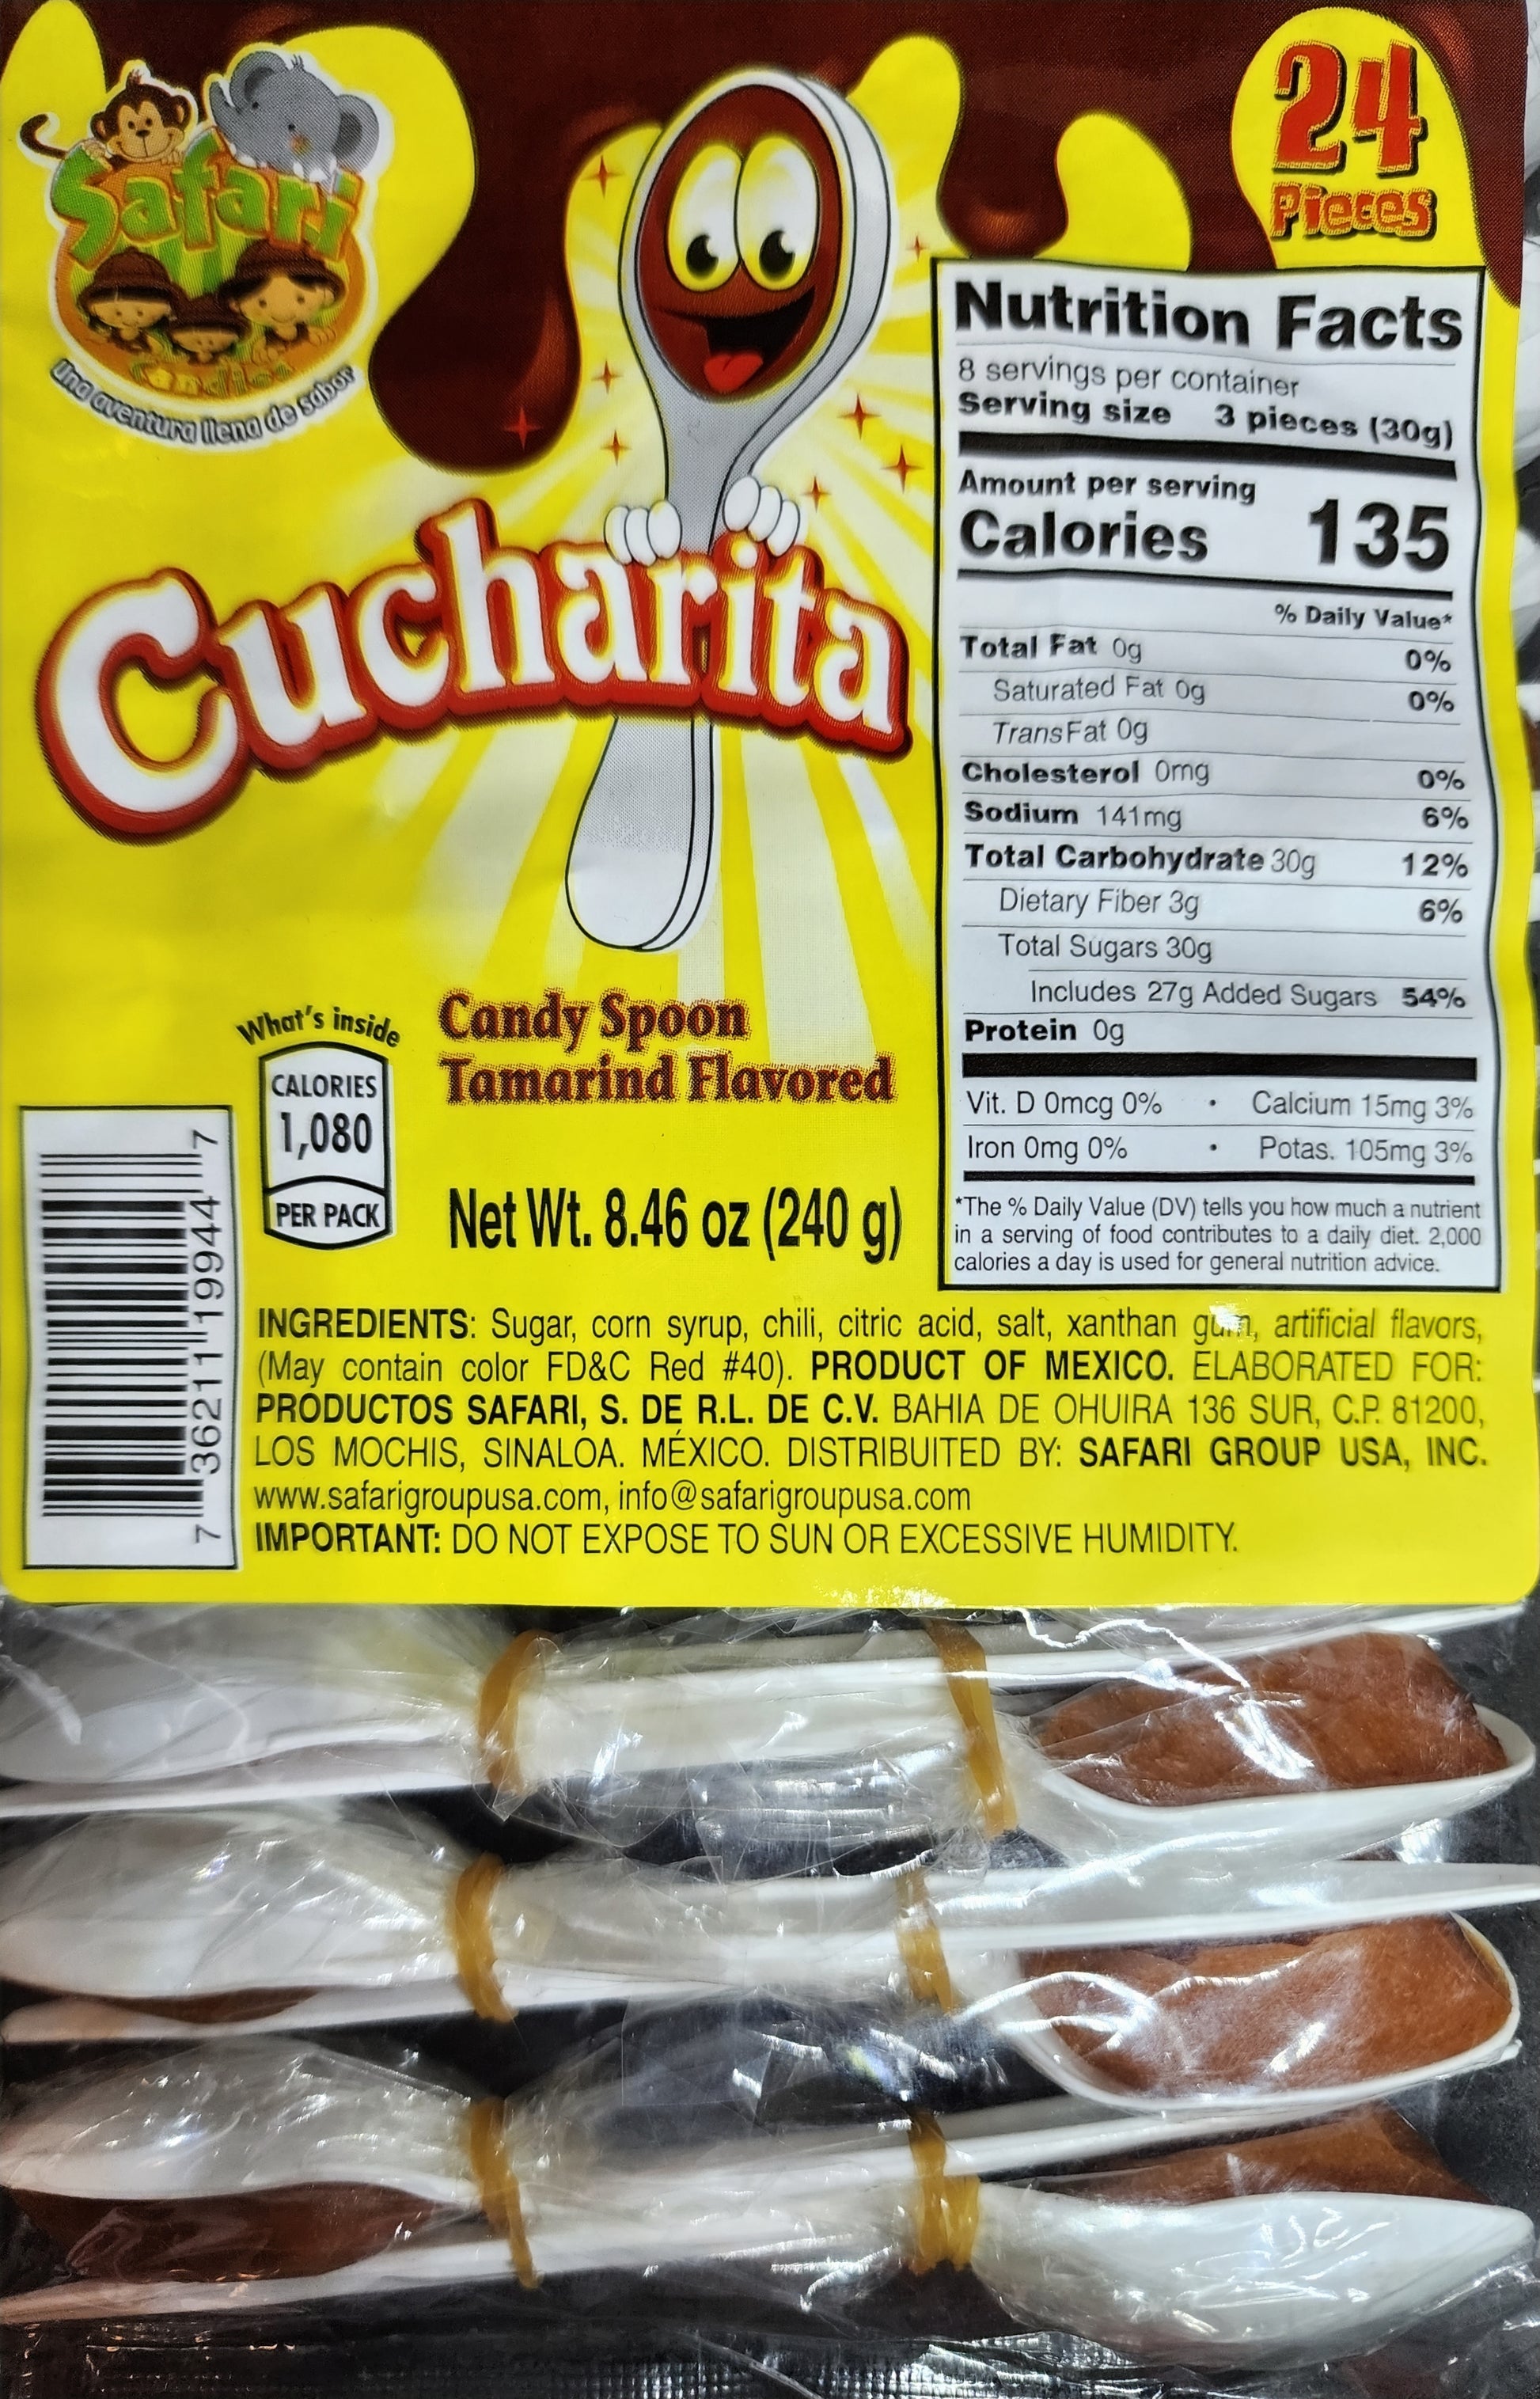 Safari
Candies
Una aventura llena de sabor
24
Pieces
Cucharita
Candy Spoon
Tamarind Flavored
What's inside
CALORIES
1,080
PER PACK
Net Wt. 8.46 oz (240 g)
Nutrition Facts
8 servings per container
Serving size 3 pieces (30g)
Amount per serving
Calories 135
% Daily Value*
Total Fat 0g 0%
Saturated Fat 0g 0%
Trans Fat 0g
Cholesterol 0mg 0%
Sodium 141mg 6%
Total Carbohydrate 30g 12%
Dietary Fiber 3g 6%
Total Sugars 30g
Includes 27g Added Sugars 54%
Protein 0g
Vit. D 0mcg 0% • Calcium 15mg 3%
Iron 0mg 0% • Potas. 105mg 3%
*The % Daily Value (DV) tells you how much a nutrient
in a serving of food contributes to a daily diet. 2,000
calories a day is used for general nutrition advice.
7 36211 19944 7
INGREDIENTS: Sugar, corn syrup, chili, citric acid, salt, xanthan gum, artificial flavors,
(May contain color FD&C Red #40). PRODUCT OF MEXICO. ELABORATED FOR:
PRODUCTOS SAFARI, S. DE R.L. DE C.V. BAHIA DE OHUIRA 136 SUR, C.P. 81200,
LOS MOCHIS, SINALOA. MÉXICO. DISTRIBUITED BY: SAFARI GROUP USA, INC.
www.safarigroupusa.com, info@safarigroupusa.com
IMPORTANT: DO NOT EXPOSE TO SUN OR EXCESSIVE HUMIDITY.